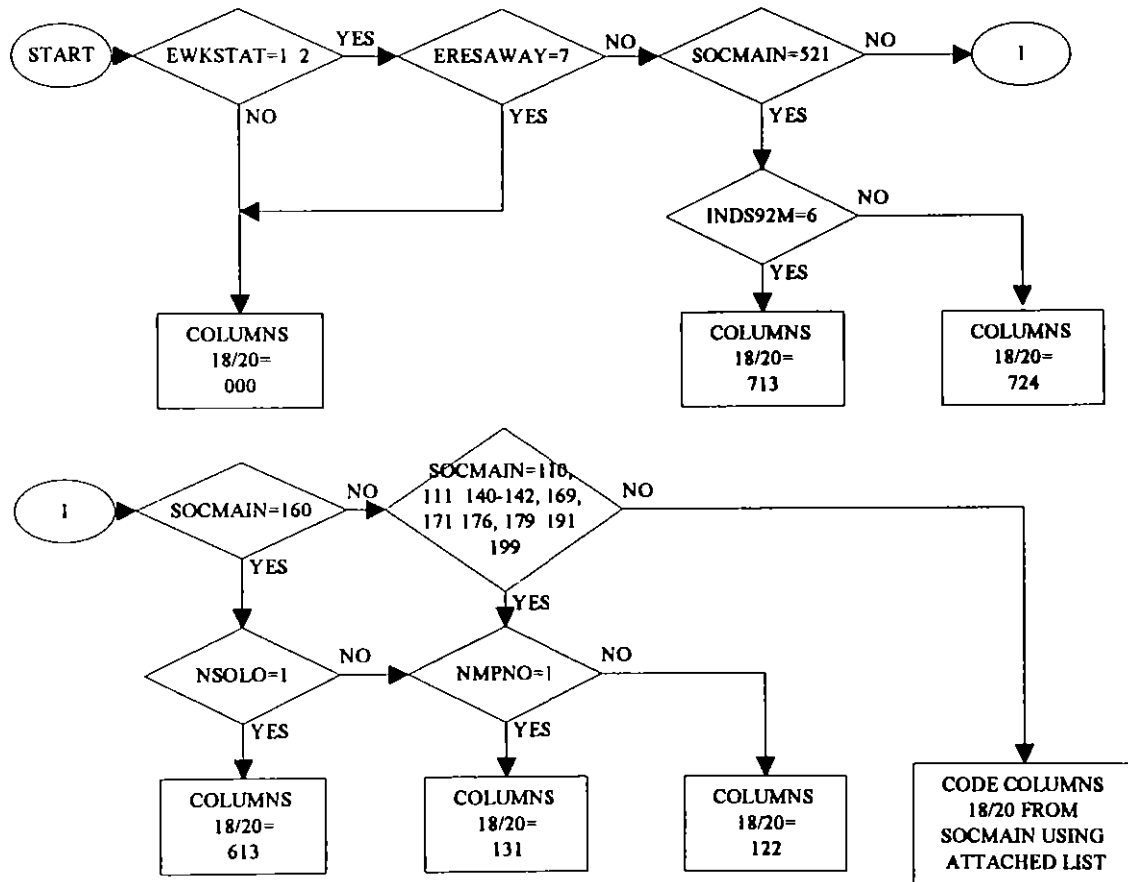 START
EWKSTAT=1 2
YES
ERESAWAY=7
NO
SOCMAIN=521
NO
1
NO
YES
YES
INDS92M=6
NO
YES
COLUMNS
18/20=
000
COLUMNS
18/20=
713
COLUMNS
18/20=
724
1
SOCMAIN=160
NO
SOCMAIN=110,
111 140-142, 169,
171 176, 179 191
199
NO
YES
YES
NSOLO=1
NO
NMPNO=1
NO
YES
YES
COLUMNS
18/20=
613
COLUMNS
18/20=
131
COLUMNS
18/20=
122
CODE COLUMNS
18/20 FROM
SOCMAIN USING
ATTACHED LIST